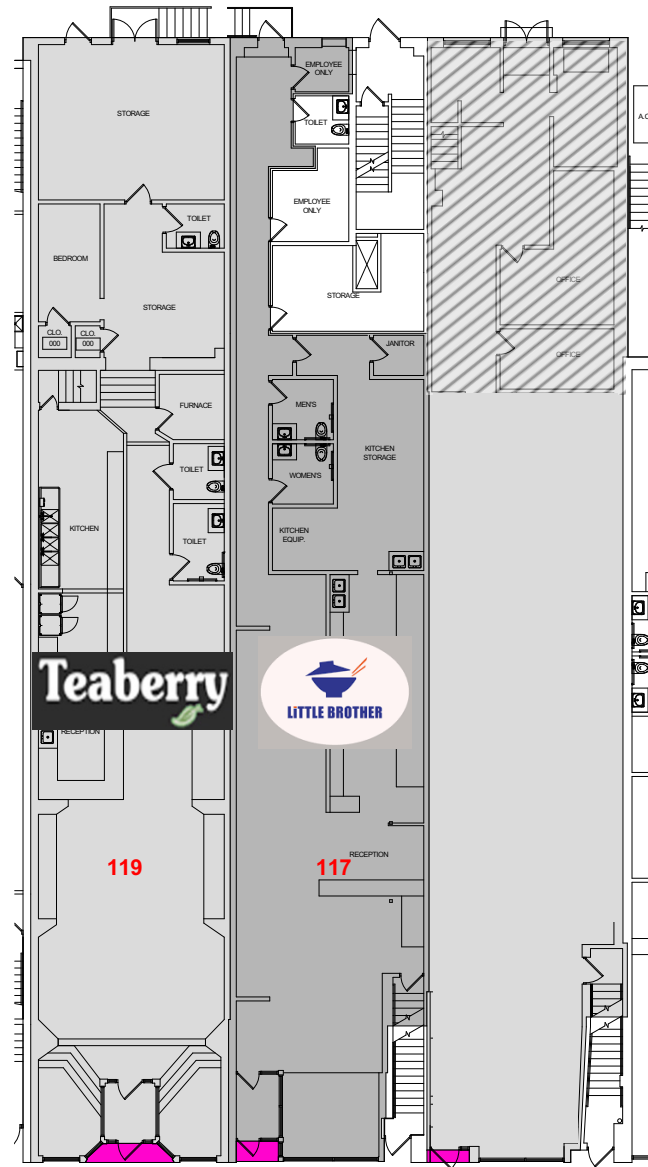 EMPLOYEE
ONLY
STORAGE
TOILET
EMPLOYEE
ONLY
TOILET
BEDROOM
STORAGE
STORAGE
OFFICE
CLO.
000
CLO.
000
JANITOR
OFFICE
FURNACE
MEN'S
KITCHEN
STORAGE
TOILET
WOMEN'S
KITCHEN
KITCHEN
EQUIP.
TOILET
Teaberry
LiTTLE BROTHER
RECEPTION
RECEPTION
119
117